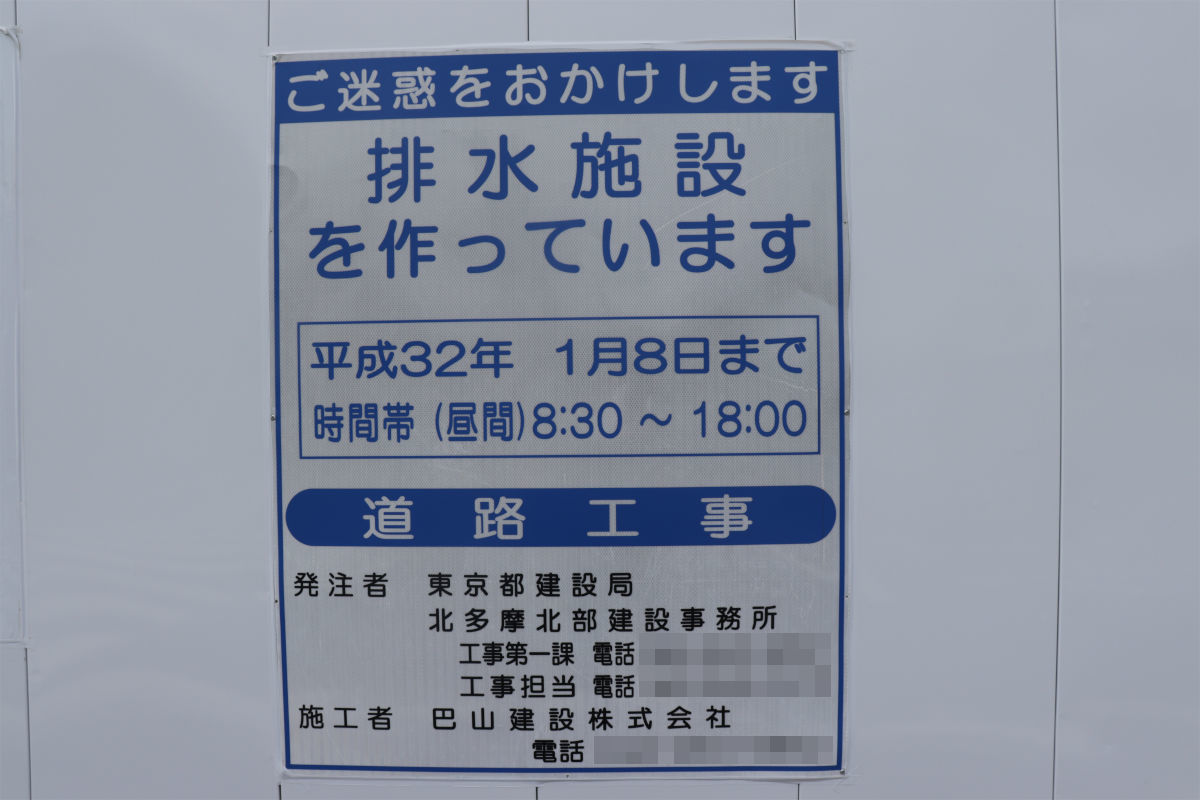 ご迷惑をおかけします
排水施設
を作っています
平成32年 1月8日まで
時間帯 (昼間)8:30 ～ 18:00
道路工事
発注者 東京都建設局
北多摩北部建設事務所
工事第一課 電話
工事担当 電話
施工者 巴山建設株式会社
電話